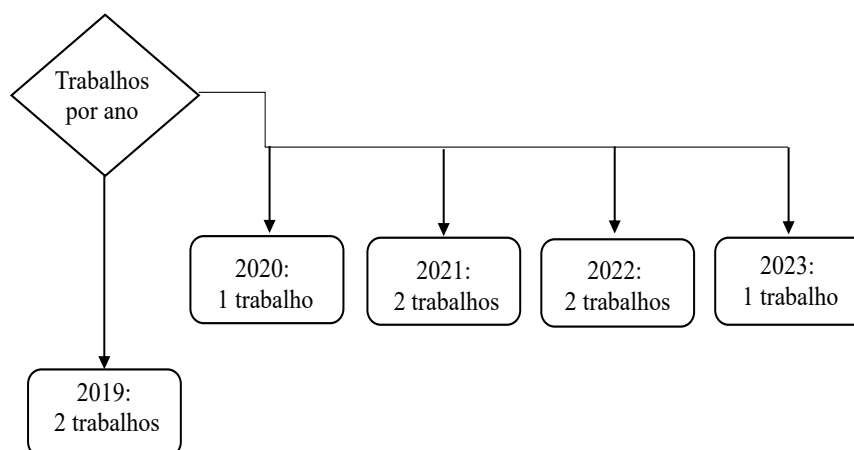 Trabalhos
por ano
2020:
1 trabalho
2021:
2 trabalhos
2022:
2 trabalhos
2023:
1 trabalho
2019:
2 trabalhos